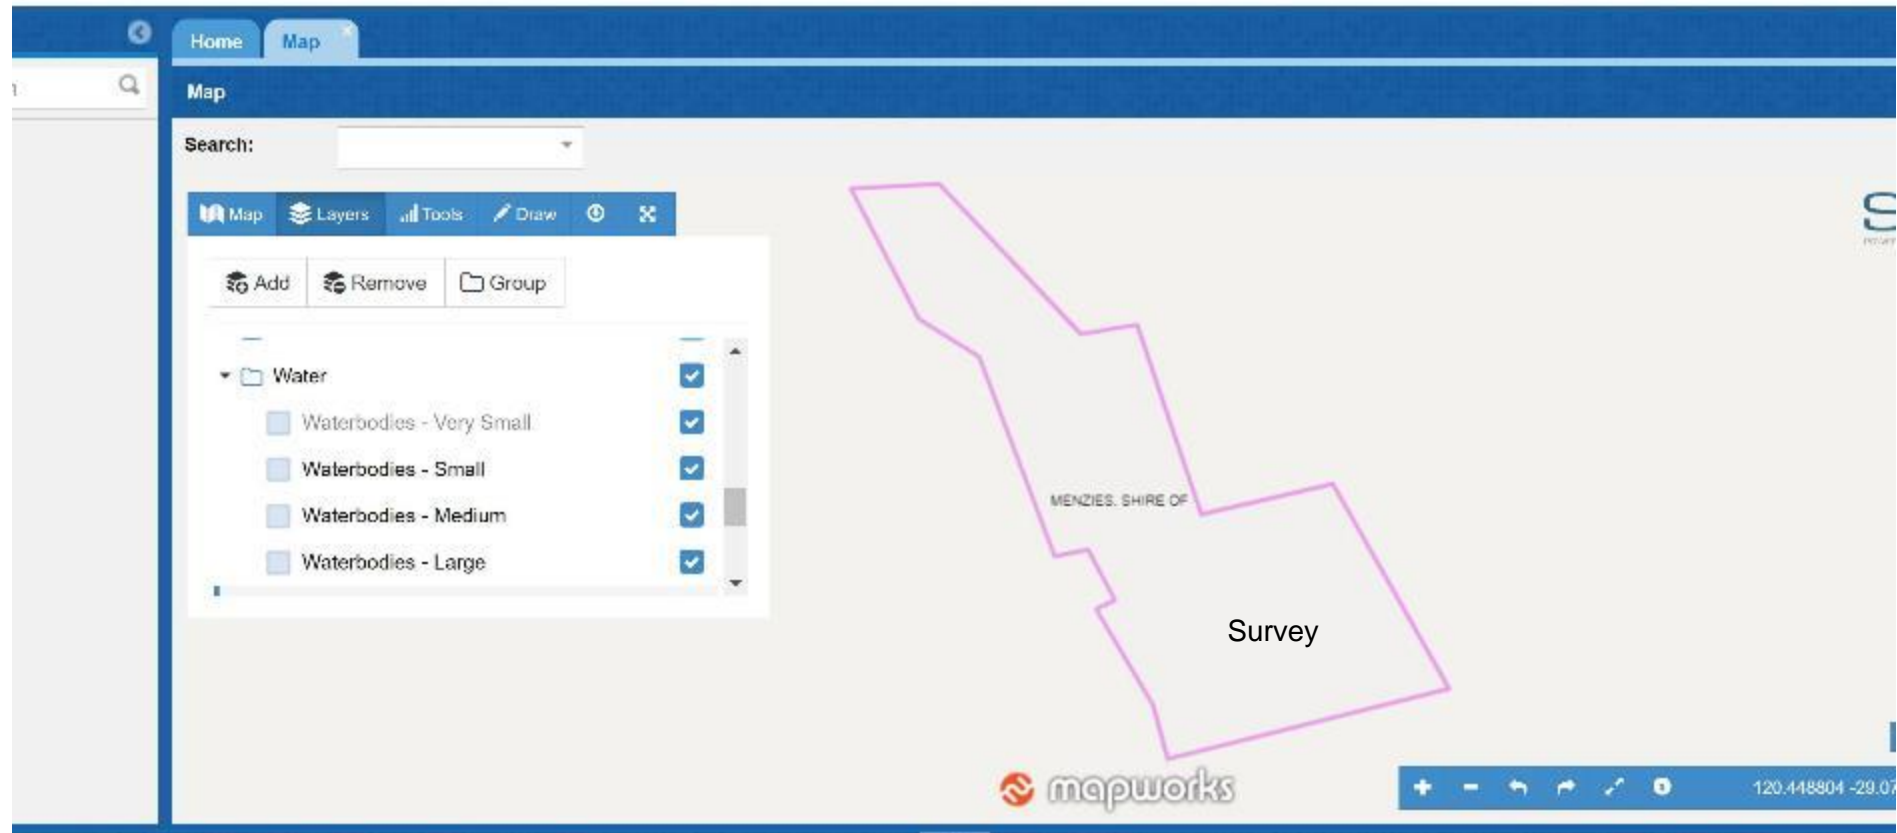 Home Map
Map
Search:
Map Layers Tools Draw
Add Remove Group
Water
Waterbodies - Very Small
Waterbodies - Small
Waterbodies - Medium
Waterbodies - Large
MENZIES, SHIRE OF
Survey
mapworks
120.448804 -29.07